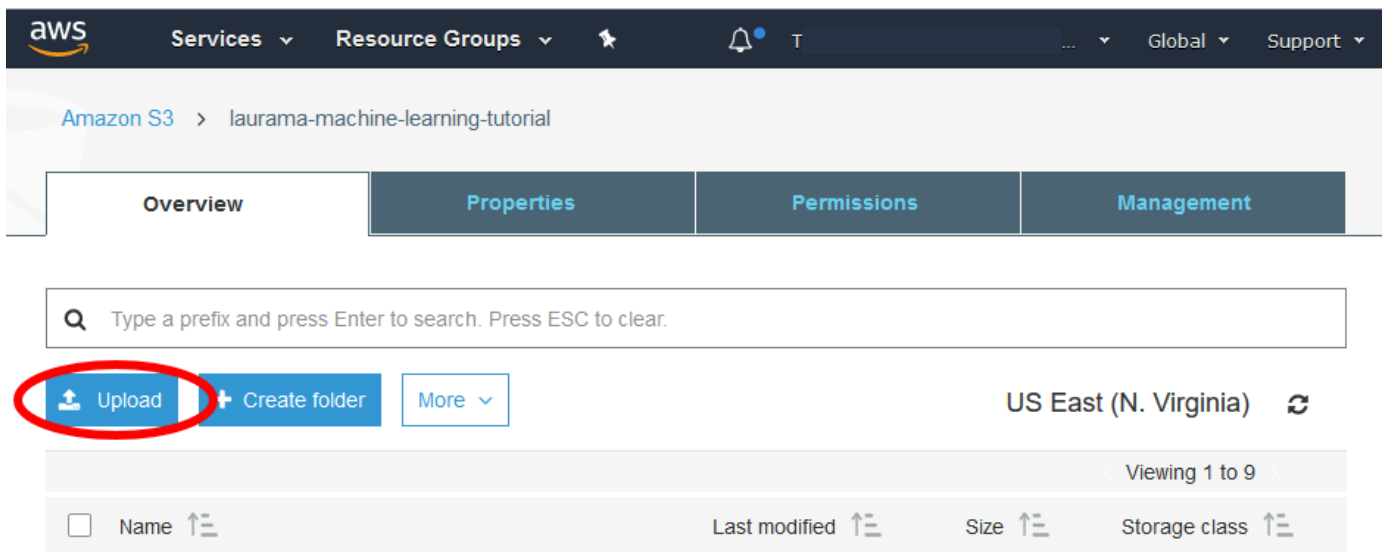 aws Services Resource Groups T ... Global Support
Amazon S3 > laurama-machine-learning-tutorial
Overview Properties Permissions Management
Type a prefix and press Enter to search. Press ESC to clear.
Upload + Create folder More US East (N. Virginia)
Viewing 1 to 9
Name Last modified Size Storage class